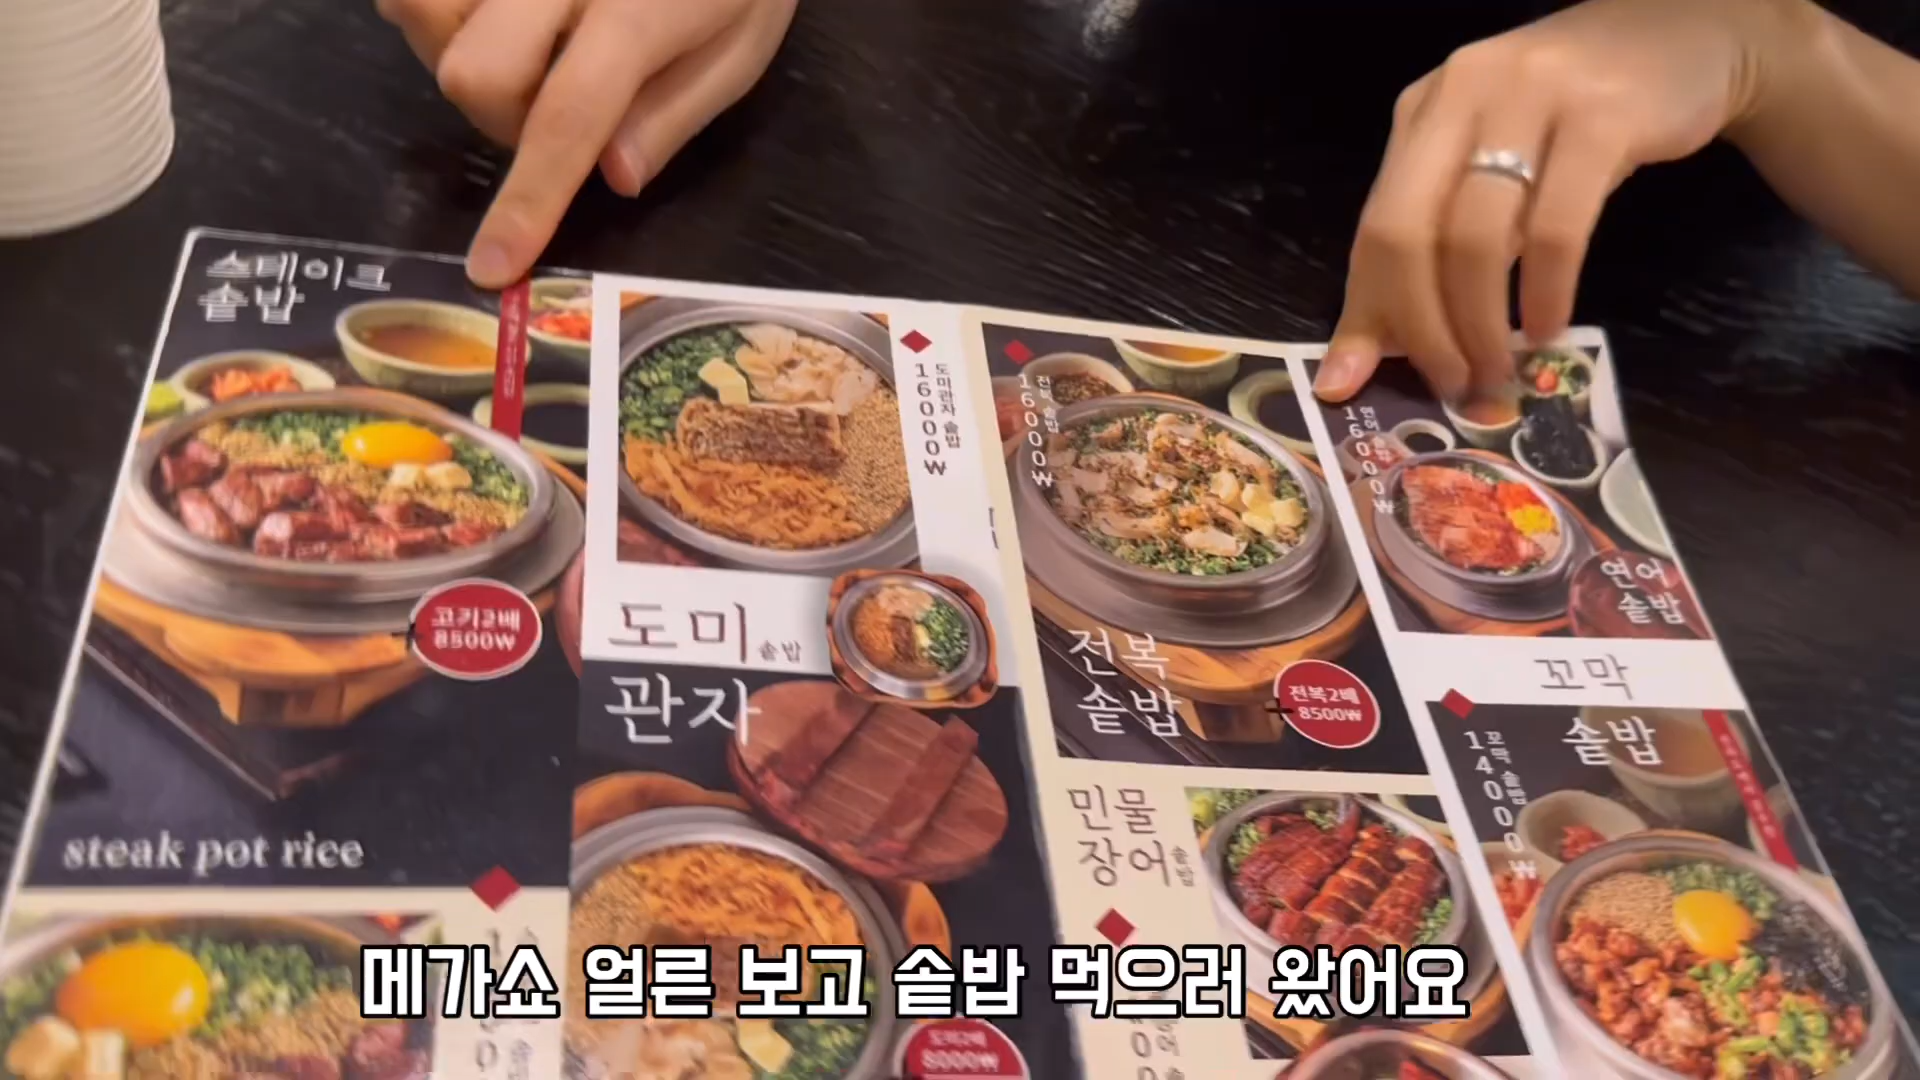 스테이크
솥밥
고기2배
8500₩
steak pot rice
도미관자 솥밥
16000₩
도미 솥밥
관자
전복 솥밥
16000₩
전복
솥밥
전복2배
8500₩
연어 솥밥
16000₩
연어
솥밥
꼬막
솥밥
꼬막 솥밥
14000₩
민물
장어 솥밥
8000₩
메가쇼 얼른 보고 솥밥 먹으러 왔어요